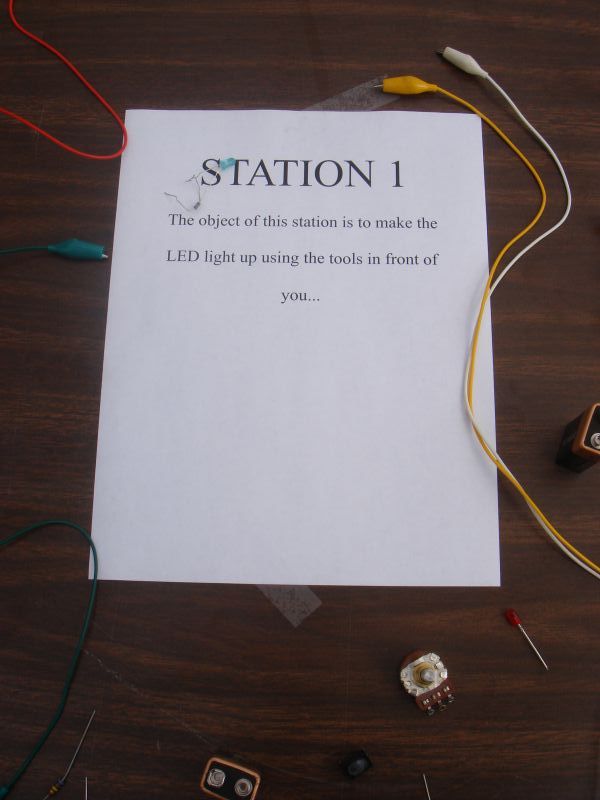 STATION 1
The object of this station is to make the
LED light up using the tools in front of
you...